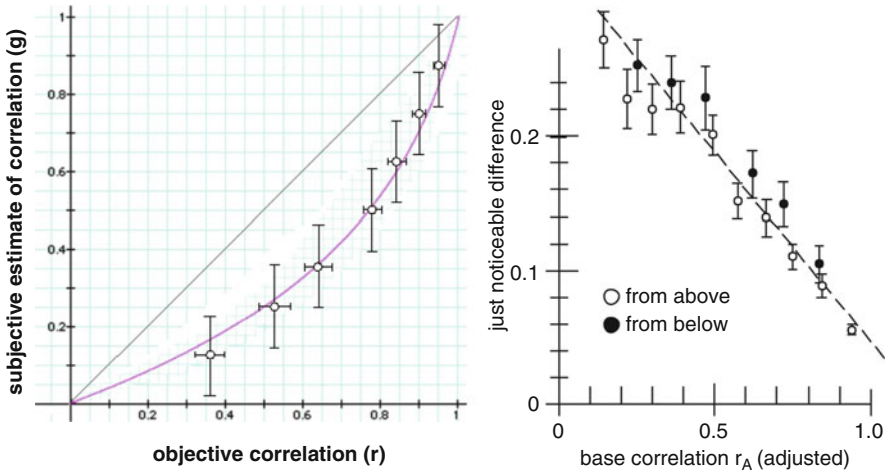 subjective estimate of correlation (g)
1
0.8
0.6
0.4
0.2
0.2
0.4
0.6
0.8
1
objective correlation (r)
just noticeable difference
0.2
0.1
0
from above
from below
0
0.5
1.0
base correlation rA (adjusted)